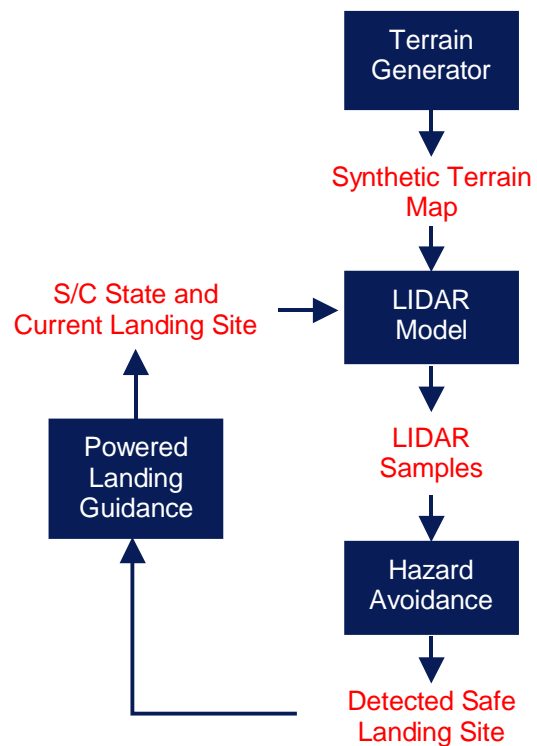 Terrain
Generator
Synthetic Terrain
Map
S/C State and
Current Landing Site
LIDAR
Model
Powered
Landing
Guidance
LIDAR
Samples
Hazard
Avoidance
Detected Safe
Landing Site